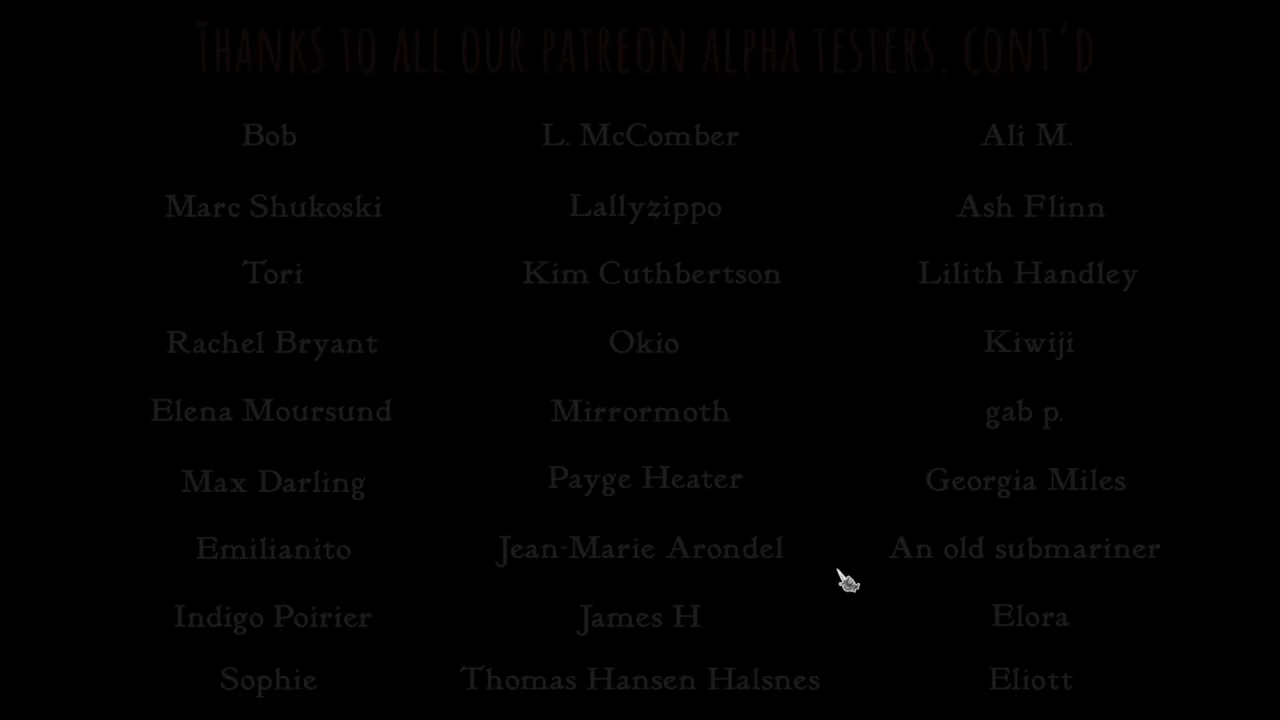 Thanks to all our Patreon alpha testers, cont'd
Bob L. McComber Ali M.
Marc Shukoski Lallyzippo Ash Flinn
Tori Kim Cuthbertson Lilith Handley
Rachel Bryant Okio Kiwiji
Elena Moursund Mirrormoth gab p.
Max Darling Payge Heater Georgia Miles
Emilianito Jean-Marie Arondel An old submariner
Indigo Poirier James H Elora
Sophie Thomas Hansen Halsnes Eliott